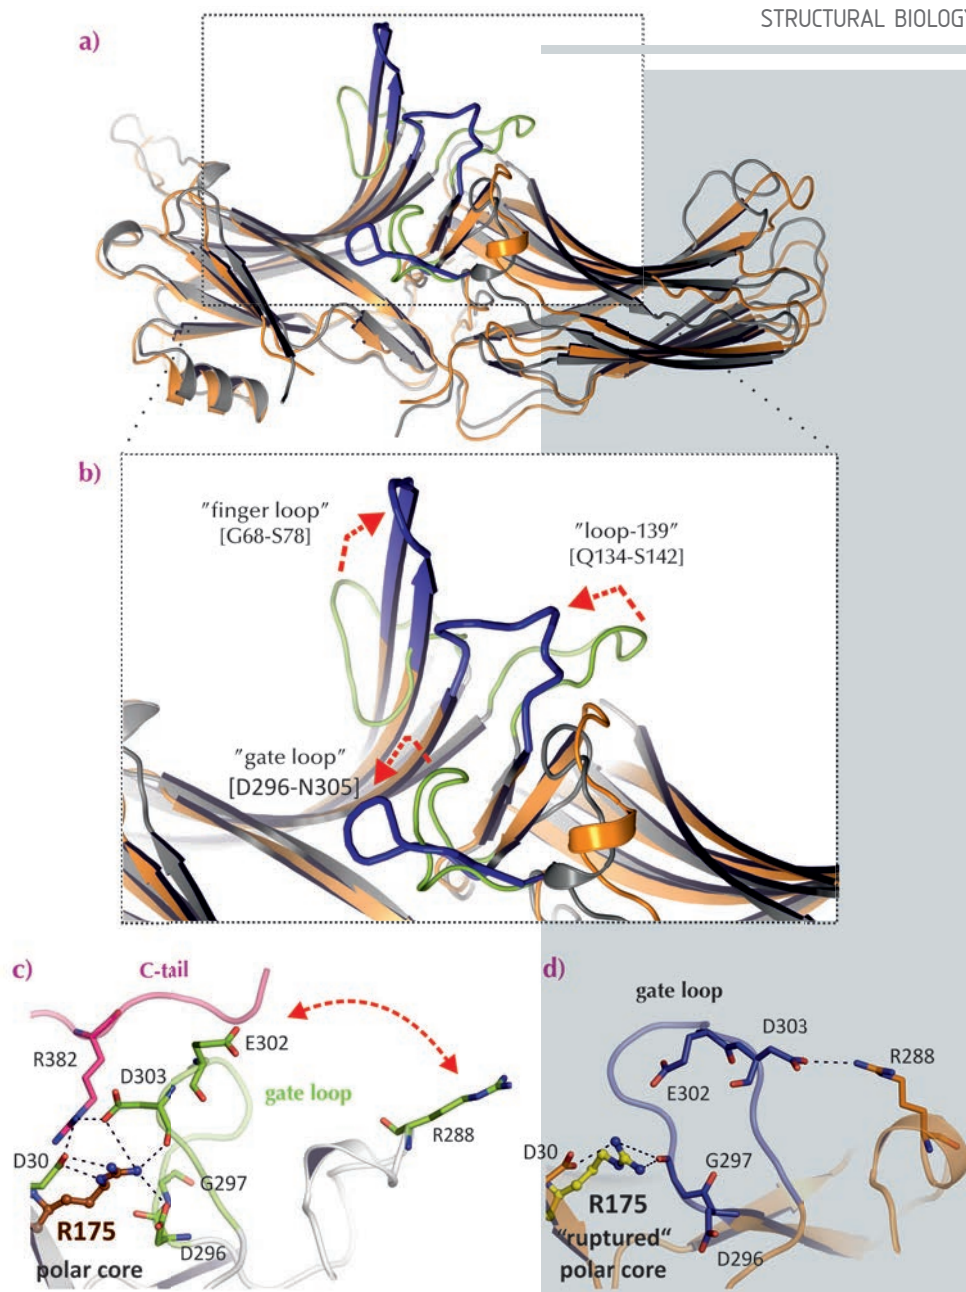 STRUCTURAL BIOLOGY
a)
b)
"finger loop"
[G68-S78]
"loop-139"
[Q134-S142]
"gate loop"
[D296-N305]
c)
C-tail
R382
E302
D303
gate loop
R288
D30
G297
R175
D296
polar core
d)
gate loop
D303
R288
E302
D30
G297
R175
"ruptured"
D296
polar core